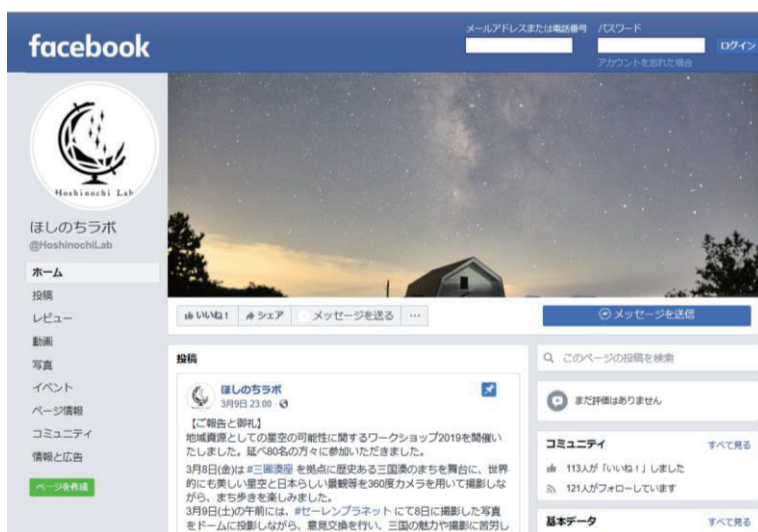 メールアドレスまたは電話番号 パスワード
facebook
ログイン
アカウントを忘れた場合
Hoshinochi Lab
ほしのちラボ
@HoshinochiLab
ホーム
投稿
レビュー
動画
写真
イベント
ページ情報
コミュニティ
情報と広告
ページを作成
いいね！ シェア メッセージを送る …
メッセージを送信
投稿
ほしのちラボ
3月9日 23:00 ·
【ご報告と御礼】
地域資源としての星空の可能性に関するワークショップ2019を開催い
たしました。延べ80名の方々に参加いただきました。
3月8日(金)は #三國湊座 を拠点に歴史ある三国湊のまちを舞台に、世界
的にも美しい星空と日本らしい景観等を360度カメラを用いて撮影しな
がら、まち歩きを楽しみました。
3月9日(土)の午前には、#セーレンプラネット にて8日に撮影した写真
をドームに投影しながら、意見交換を行い、三国の魅力や撮影に苦労し
このページの投稿を検索
まだ評価はありません
コミュニティ すべて見る
113人が「いいね！」しました
121人がフォローしています
基本データ すべて見る